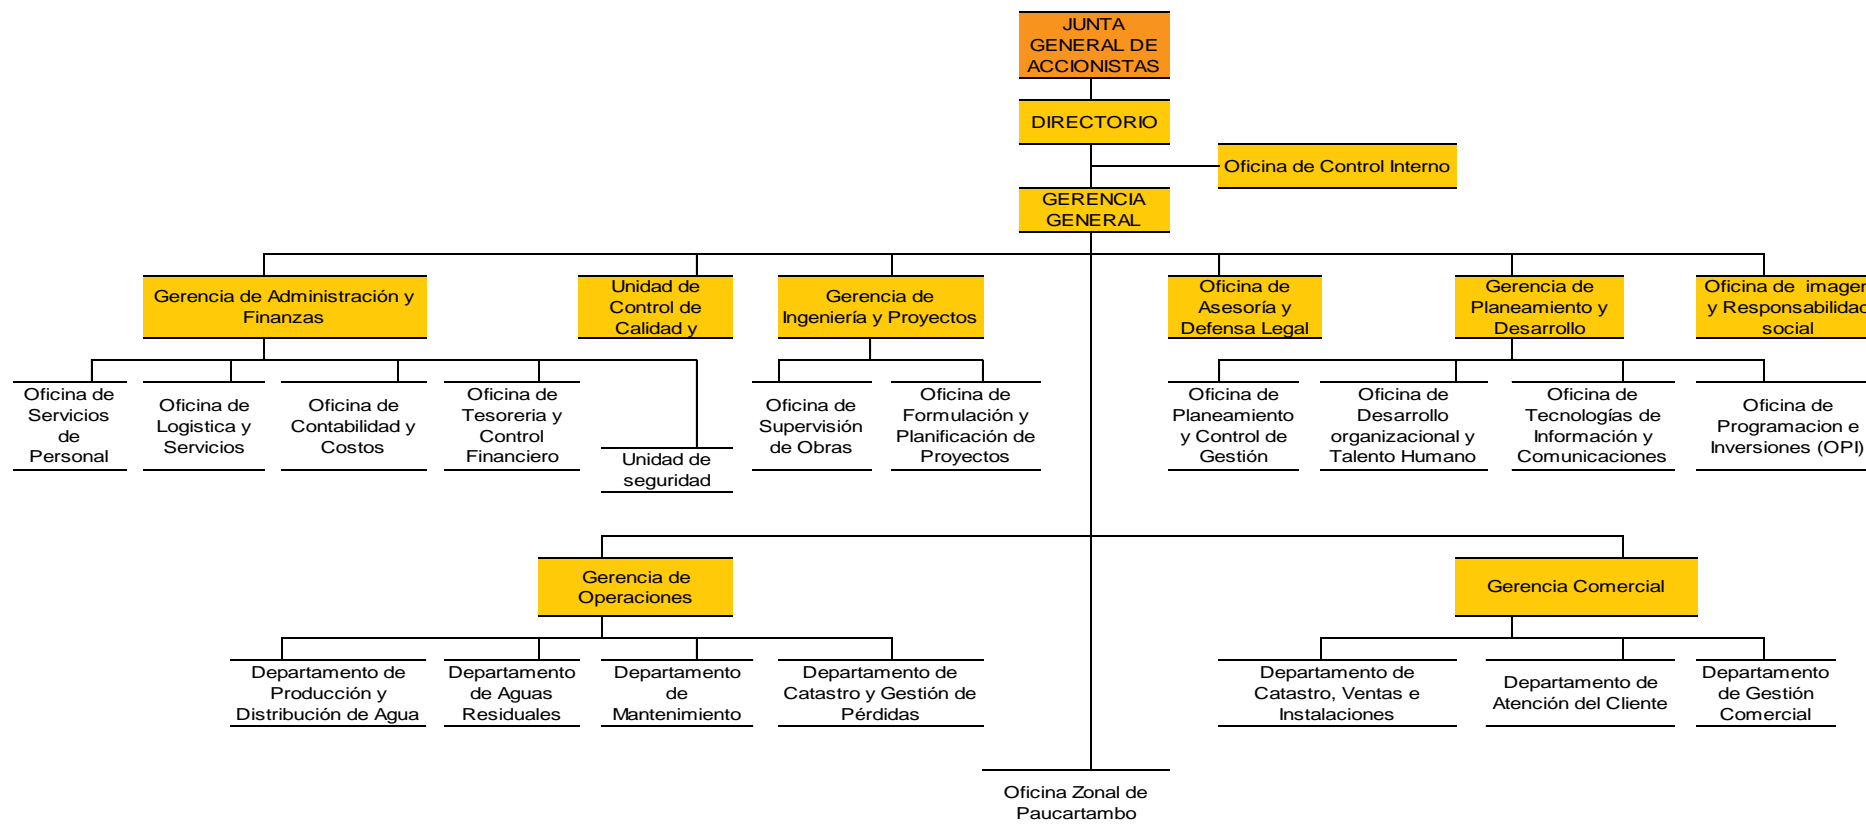 JUNTA
GENERAL DE
ACCIONISTAS
DIRECTORIO
Oficina de Control Interno
GERENCIA
GENERAL
Gerencia de Administración y
Finanzas
Unidad de
Control de
Calidad y
Gerencia de
Ingeniería y Proyectos
Oficina de
Asesoría y
Defensa Legal
Gerencia de
Planeamiento y
Desarrollo
Oficina de imagen
y Responsabilidad
social
Oficina de
Servicios
de
Personal
Oficina de
Logistica y
Servicios
Oficina de
Contabilidad y
Costos
Oficina de
Tesoreria y
Control
Financiero
Unidad de
seguridad
Oficina de
Supervisión
de Obras
Oficina de
Formulación y
Planificación de
Proyectos
Oficina de
Planeamiento
y Control de
Gestión
Oficina de
Desarrollo
organizacional y
Talento Humano
Oficina de
Tecnologías de
Información y
Comunicaciones
Oficina de
Programacion e
Inversiones (OPI)
Gerencia de
Operaciones
Gerencia Comercial
Departamento de
Producción y
Distribución de Agua
Departamento
de Aguas
Residuales
Departamento
de
Mantenimiento
Departamento de
Catastro y Gestión de
Pérdidas
Departamento de
Catastro, Ventas e
Instalaciones
Departamento de
Atención del Cliente
Departamento
de Gestión
Comercial
Oficina Zonal de
Paucartambo